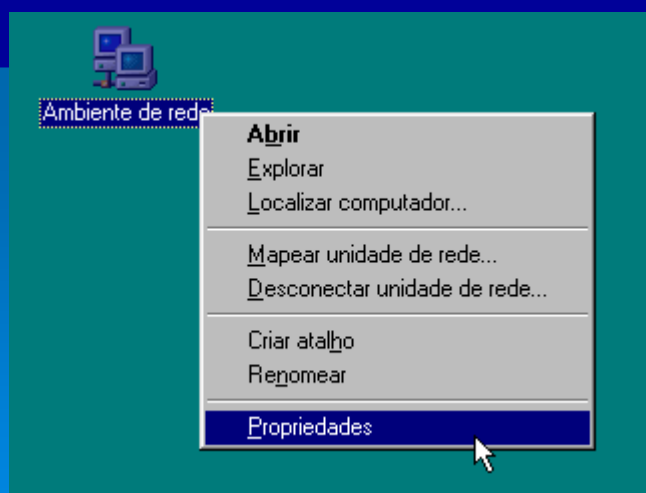 Ambiente de rede
Abrir
Explorar
Localizar computador...
Mapear unidade de rede...
Desconectar unidade de rede...
Criar atalho
Renomear
Propriedades